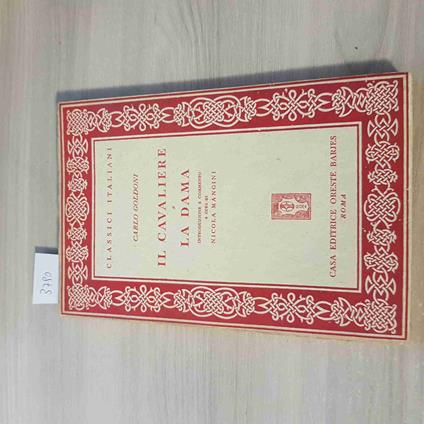 CLASSICI ITALIANI
CARLO GOLDONI
IL CAVALIERE
E
LA DAMA
INTRODUZIONE E COMMENTO
A CURA DI
NICOLA MANGINI
CASA EDITRICE ORESTE BARJES
ROMA
3790